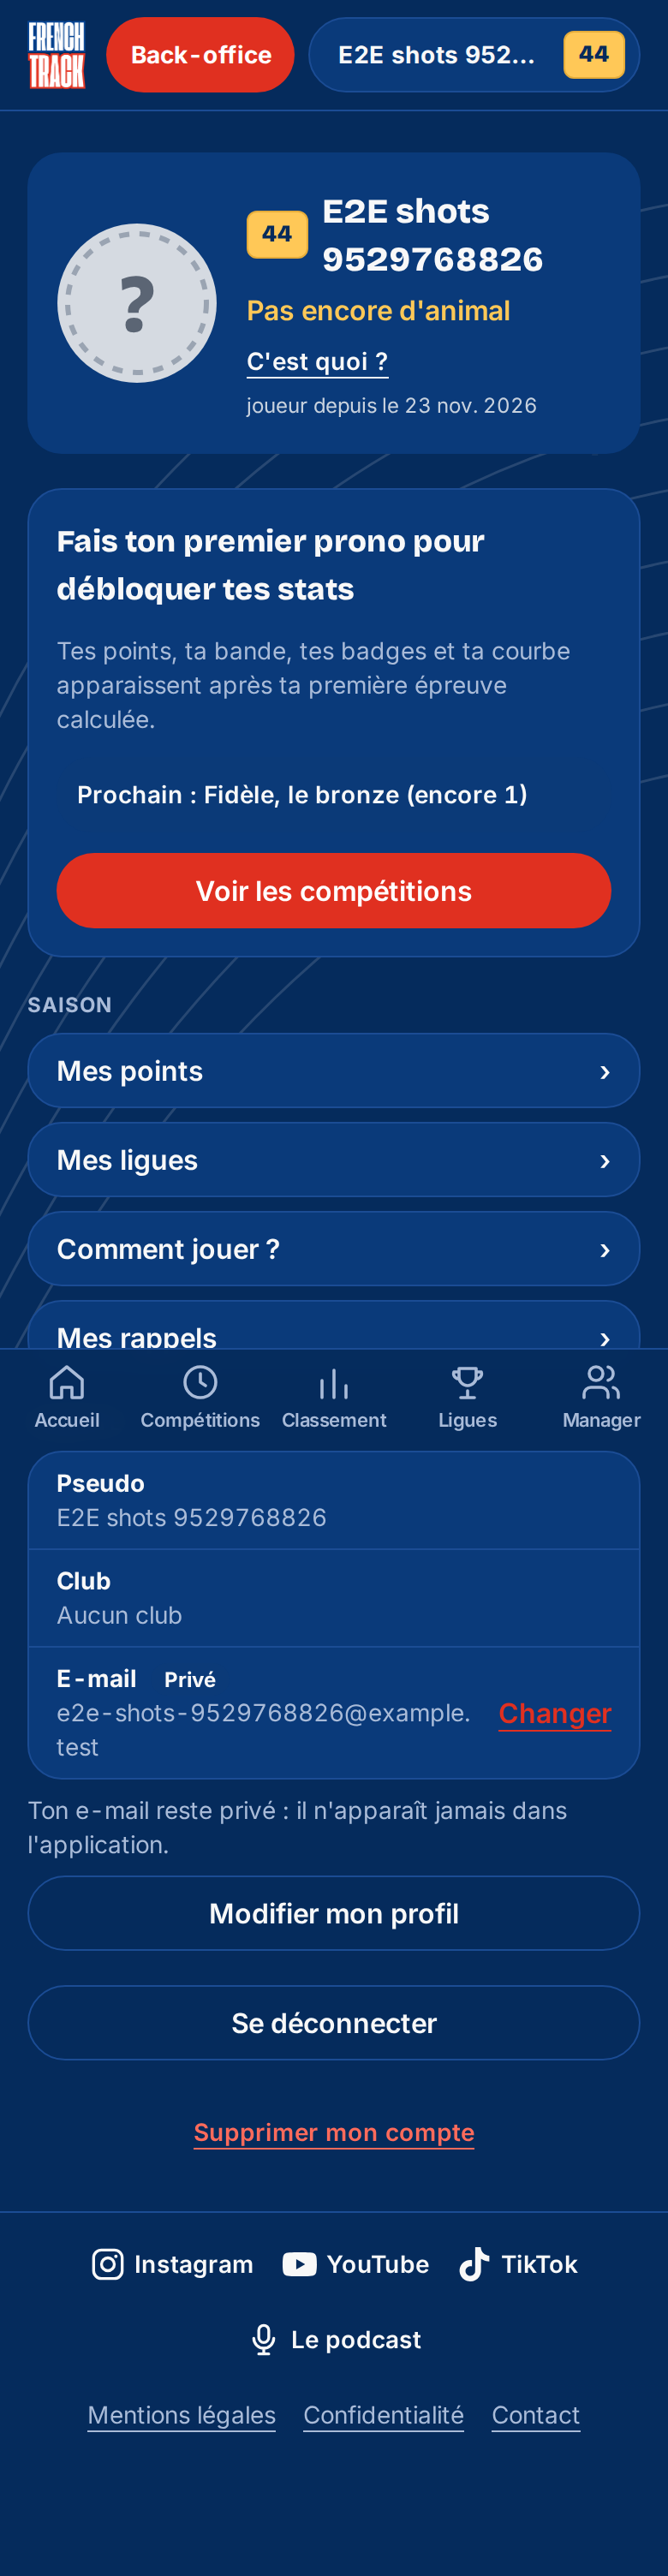 FRENCH
TRACK
Back-office
E2E shots 952...
44
44
E2E shots
9529768826
?
Pas encore d'animal
C'est quoi ?
joueur depuis le 23 nov. 2026
Fais ton premier prono pour
débloquer tes stats
Tes points, ta bande, tes badges et ta courbe
apparaissent après ta première épreuve
calculée.
Prochain : Fidèle, le bronze (encore 1)
Voir les compétitions
SAISON
Mes points ›
Mes ligues ›
Comment jouer ? ›
Mes rappels ›
Accueil
Compétitions
Classement
Ligues
Manager
Pseudo
E2E shots 9529768826
Club
Aucun club
E-mail Privé
e2e-shots-9529768826@example.
test
Changer
Ton e-mail reste privé : il n'apparaît jamais dans
l'application.
Modifier mon profil
Se déconnecter
Supprimer mon compte
Instagram YouTube TikTok
Le podcast
Mentions légales Confidentialité Contact